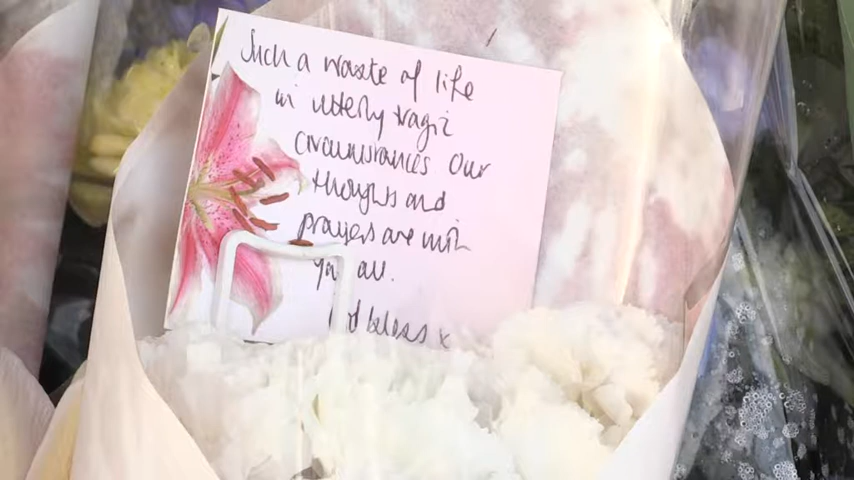 Such a waste of life
in utterly tragic
circumstances Our
thoughts and
prayers are with
you all.
God bless x